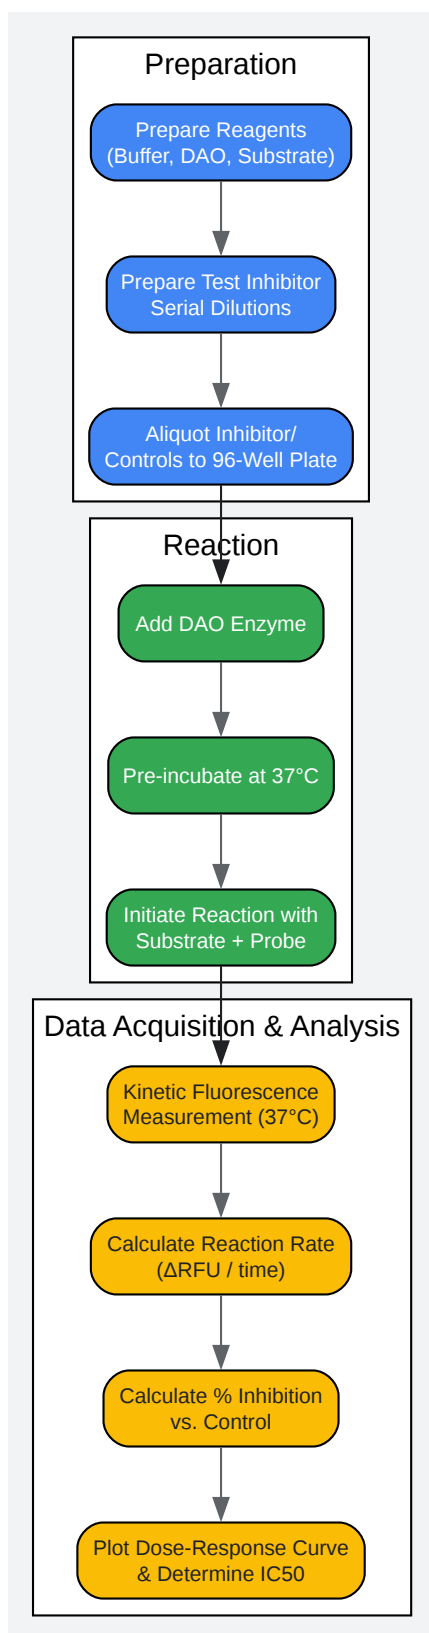 Preparation
Prepare Reagents
(Buffer, DAO, Substrate)
Prepare Test Inhibitor
Serial Dilutions
Aliquot Inhibitor/
Controls to 96-Well Plate
Reaction
Add DAO Enzyme
Pre-incubate at 37°C
Initiate Reaction with
Substrate + Probe
Data Acquisition & Analysis
Kinetic Fluorescence
Measurement (37°C)
Calculate Reaction Rate
(ΔRFU / time)
Calculate % Inhibition
vs. Control
Plot Dose-Response Curve
& Determine IC50